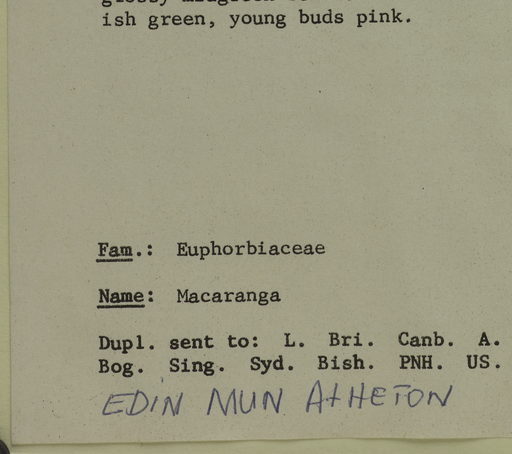 ish green, young buds pink.
Fam.: Euphorbiaceae
Name: Macaranga
Dupl. sent to: L. Bri. Canb. A.
Bog. Sing. Syd. Bish. PNH. US.
EDIN MUN AtHETON